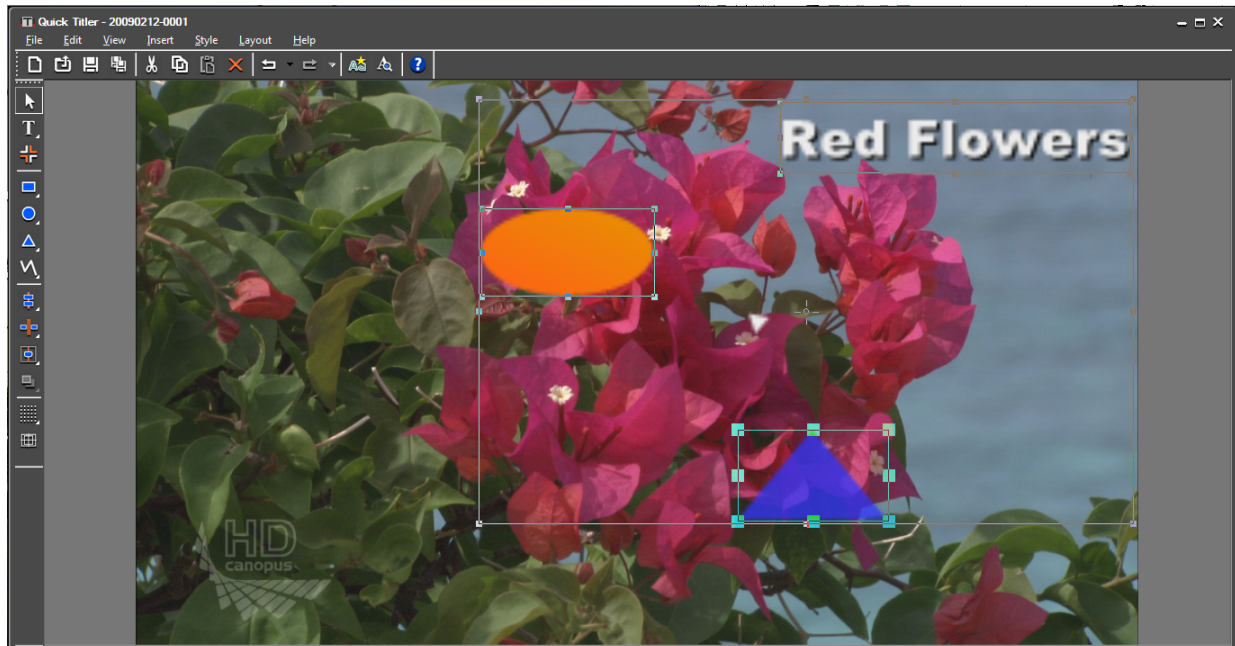 Quick Titler - 20090212-0001
File Edit View Insert Style Layout Help
Red Flowers
HD
canopus